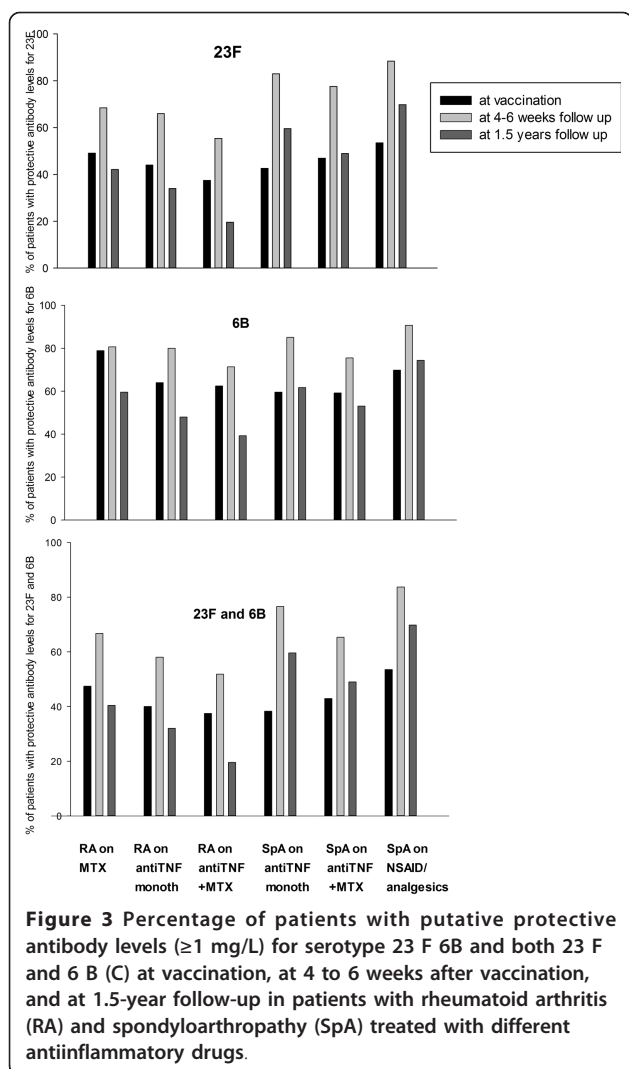 % of patients with protective antibody levels for 23F
100
80
60
40
20
0
23F
at vaccination
at 4-6 weeks follow up
at 1.5 years follow up
% of patients with protective antibody levels for 6B
100
80
60
40
20
0
6B
% of patients with protective antibody levels for 23F and 6B
100
80
60
40
20
0
23F and 6B
RA on
MTX
RA on
antiTNF
monoth
RA on
antiTNF
+MTX
SpA on
antiTNF
monoth
SpA on
antiTNF
+MTX
SpA on
NSAID/
analgesics
Figure 3 Percentage of patients with putative protective
antibody levels (≥1 mg/L) for serotype 23 F 6B and both 23 F
and 6 B (C) at vaccination, at 4 to 6 weeks after vaccination,
and at 1.5-year follow-up in patients with rheumatoid arthritis
(RA) and spondyloarthropathy (SpA) treated with different
antiinflammatory drugs.